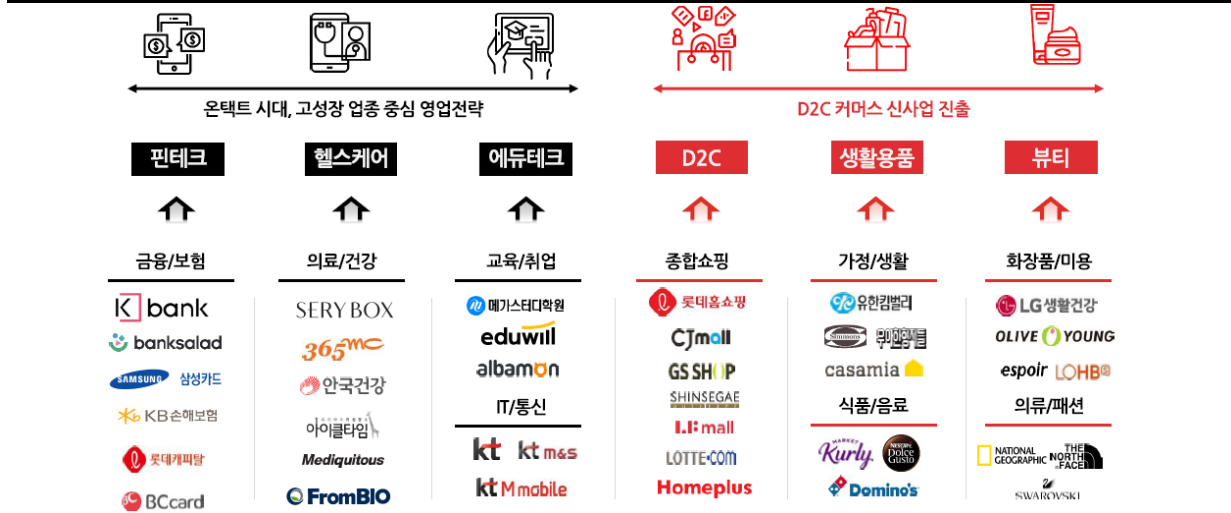 온택트 시대, 고성장 업종 중심 영업전략
D2C 커머스 신사업 진출
핀테크
헬스케어
에듀테크
D2C
생활용품
뷰티
금융/보험
K bank
banksalad
SAMSUNG 삼성카드
KB손해보험
롯데캐피탈
BCcard
의료/건강
SERY BOX
365mc
안국건강
아이클타임
Mediquitous
FromBIO
교육/취업
메가스터디학원
eduwill
albamon
IT/통신
kt kt m&s
kt M mobile
종합쇼핑
롯데홈쇼핑
CJmall
GS SHOP
SHINSEGAE
LF mall
LOTTE.COM
Homeplus
가정/생활
유한킴벌리
Simmons
casamia
식품/음료
MARKET
Kurly
NESCAFÉ
Dolce
Gusto
Domino's
화장품/미용
LG생활건강
OLIVE YOUNG
espoir LOHBs
의류/패션
NATIONAL
GEOGRAPHIC
THE
NORTH
FACE
SWAROVSKI